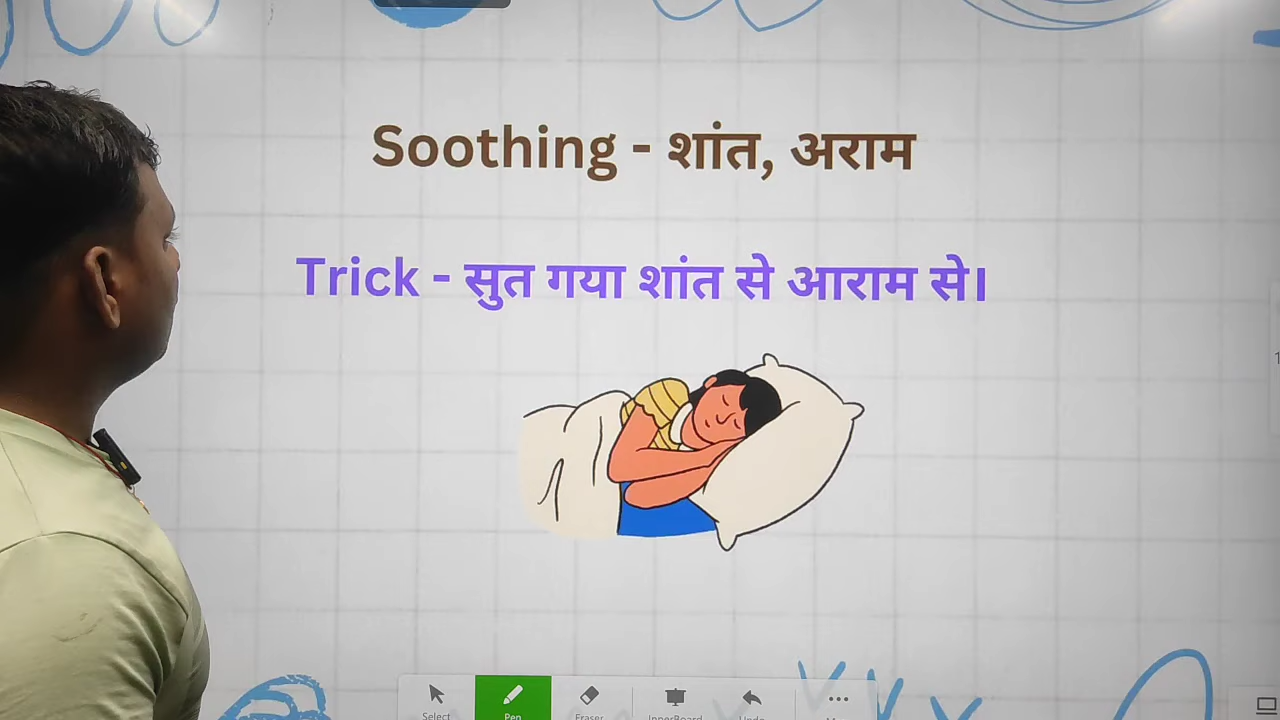 Soothing - शांत, अराम
Trick - सुत गया शांत से आराम से।
Select
Pen
Eraser
Undo